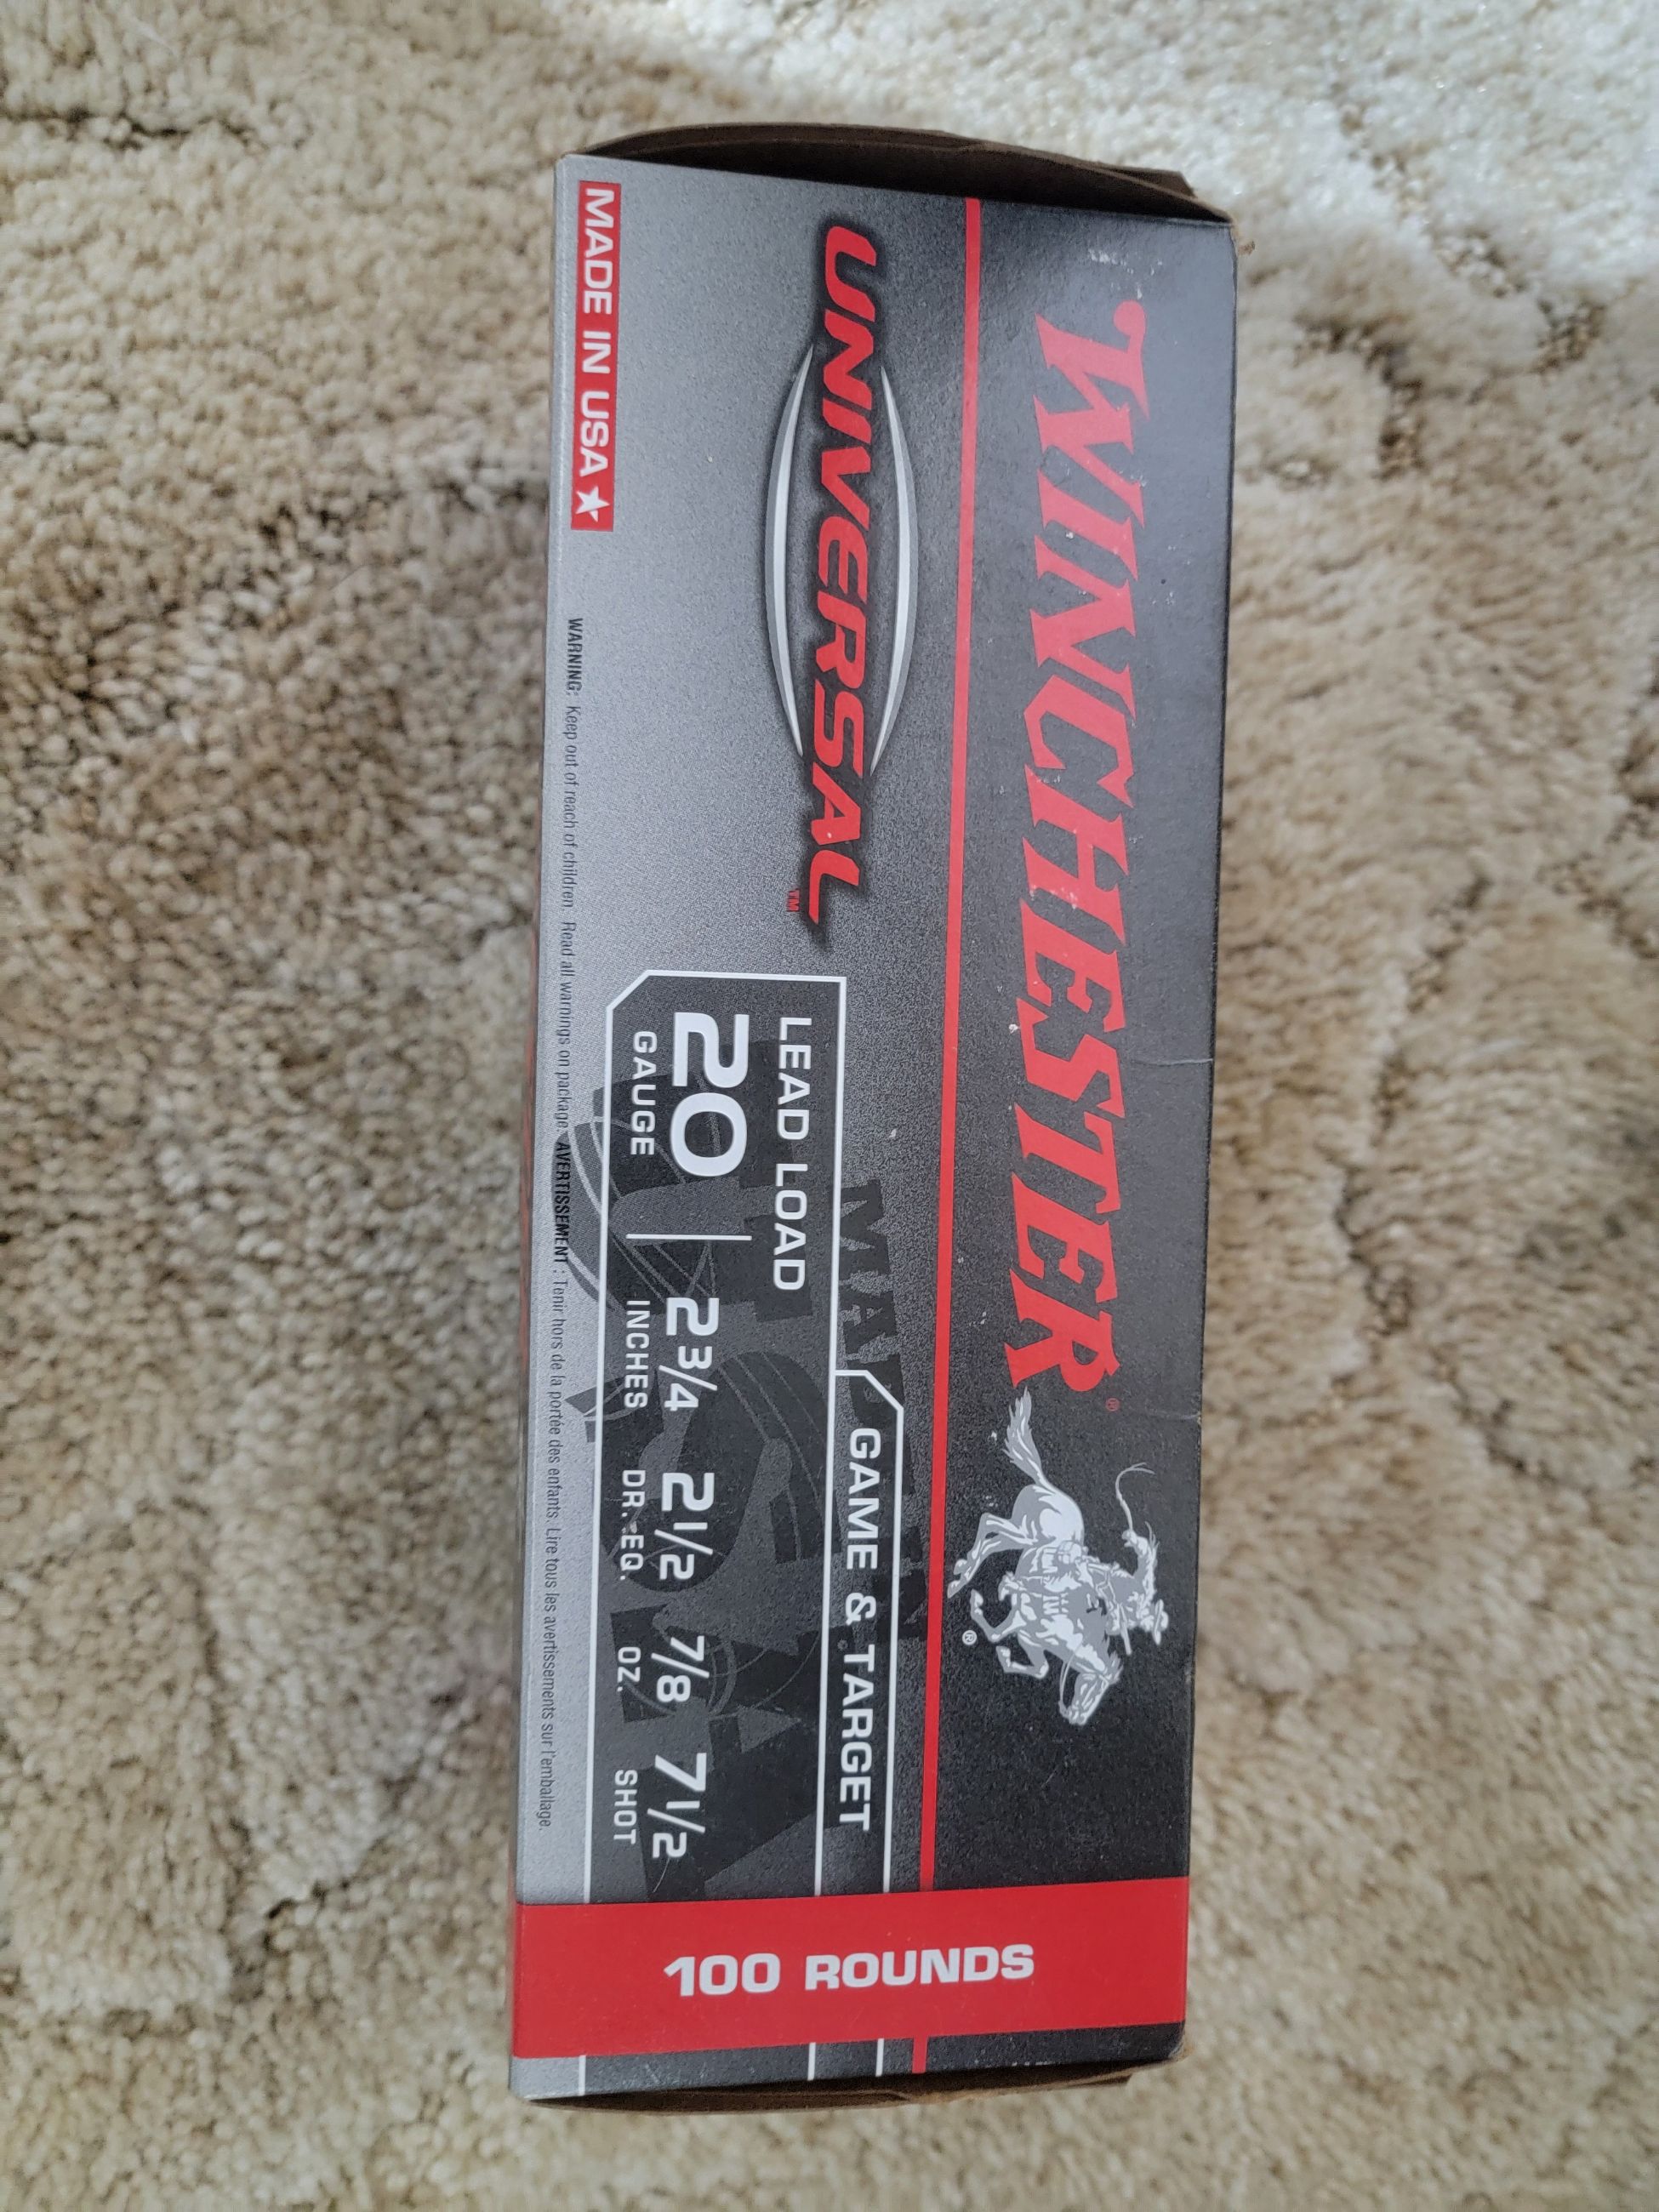 WINCHESTER®
®
UNIVERSAL™
GAME & TARGET
LEAD LOAD
20 GAUGE
2 3/4 INCHES
2 1/2 DR. EQ.
7/8 OZ.
7 1/2 SHOT
MADE IN USA
WARNING: Keep out of reach of children. Read all warnings on package. AVERTISSEMENT : Tenir hors de la portée des enfants. Lire tous les avertissements sur l'emballage.
100 ROUNDS